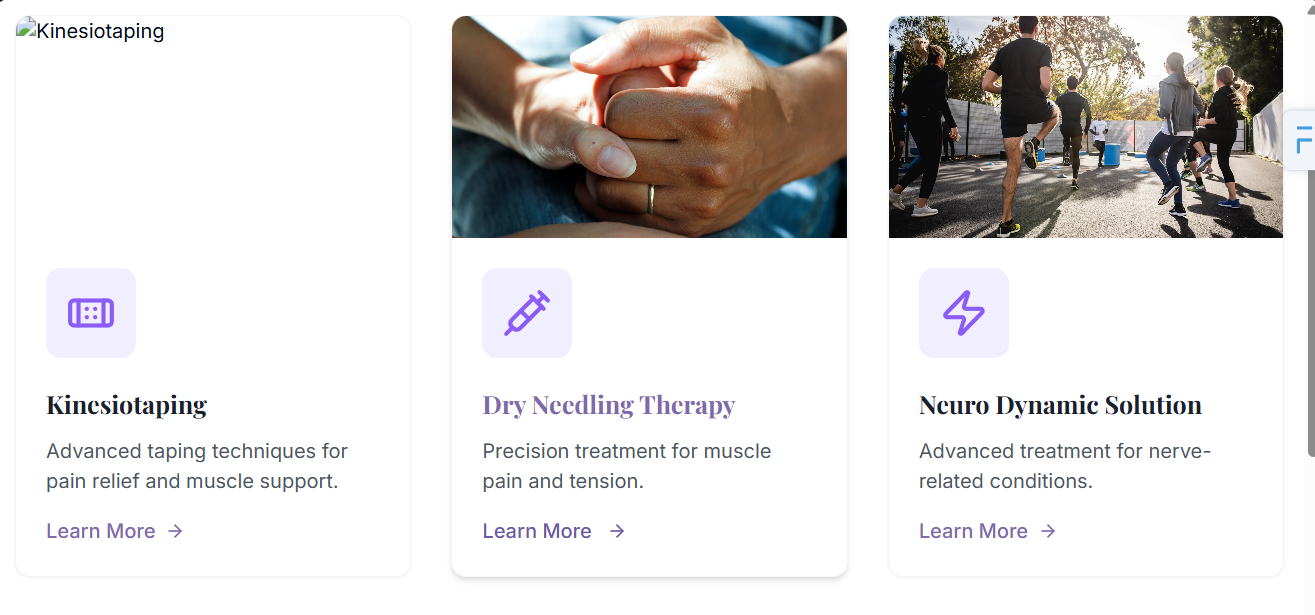 Kinesiotaping
Kinesiotaping
Advanced taping techniques for
pain relief and muscle support.
Learn More →
Dry Needling Therapy
Precision treatment for muscle
pain and tension.
Learn More →
Neuro Dynamic Solution
Advanced treatment for nerve-
related conditions.
Learn More →